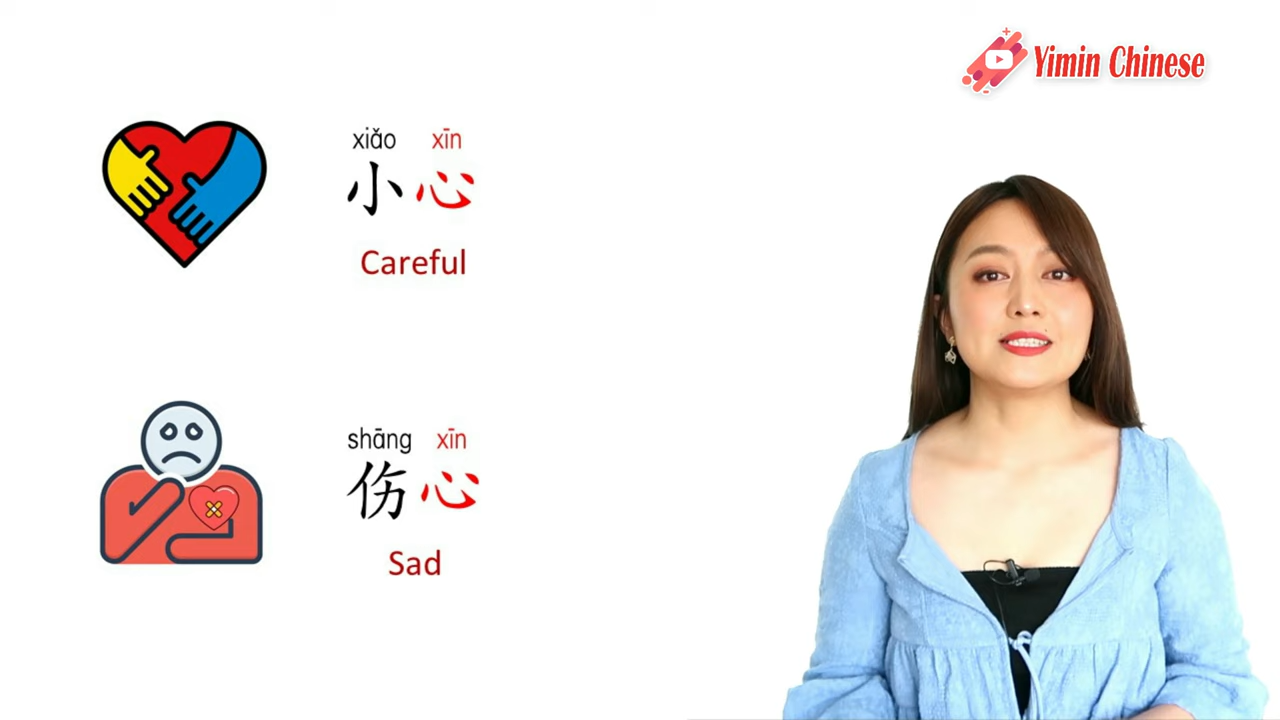 Yimin Chinese
xiǎo xīn
小心
Careful
shāng xīn
伤心
Sad